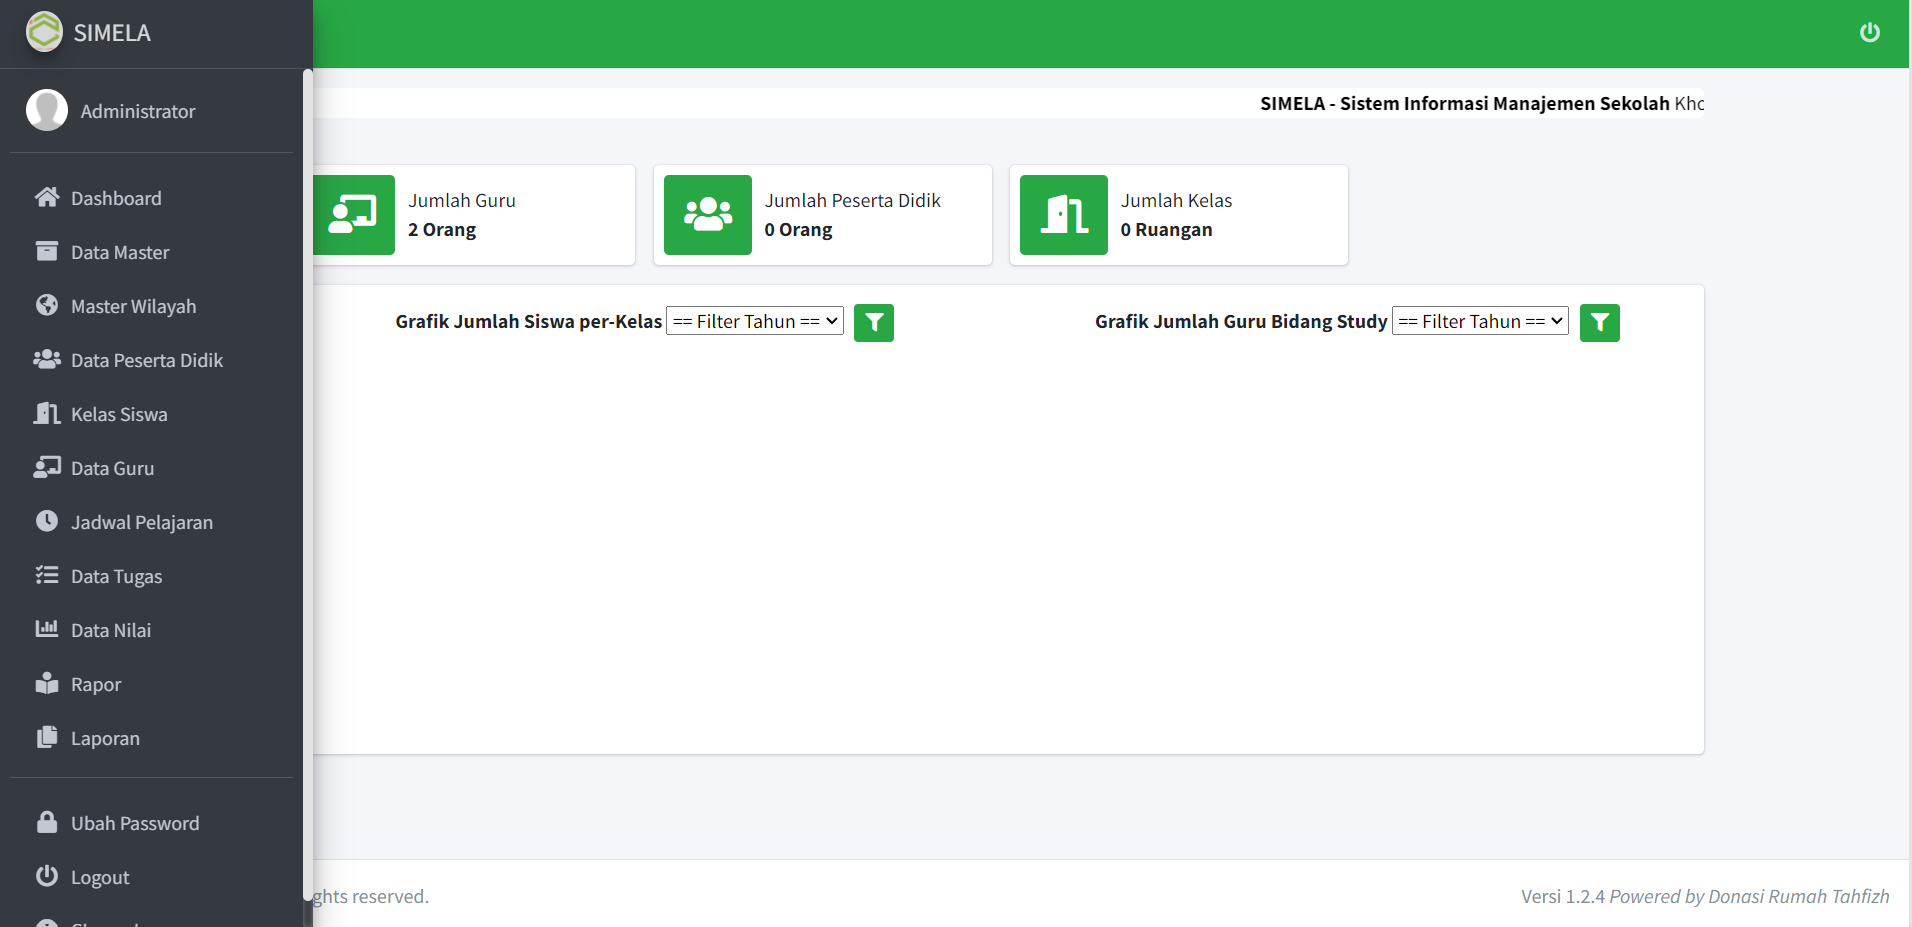 SIMELA
Administrator
Dashboard
Data Master
Master Wilayah
Data Peserta Didik
Kelas Siswa
Data Guru
Jadwal Pelajaran
Data Tugas
Data Nilai
Rapor
Laporan
Ubah Password
Logout
SIMELA - Sistem Informasi Manajemen Sekolah
Jumlah Guru
2 Orang
Jumlah Peserta Didik
0 Orang
Jumlah Kelas
0 Ruangan
Grafik Jumlah Siswa per-Kelas == Filter Tahun ==
Grafik Jumlah Guru Bidang Study == Filter Tahun ==
reserved.
Versi 1.2.4 Powered by Donasi Rumah Tahfizh